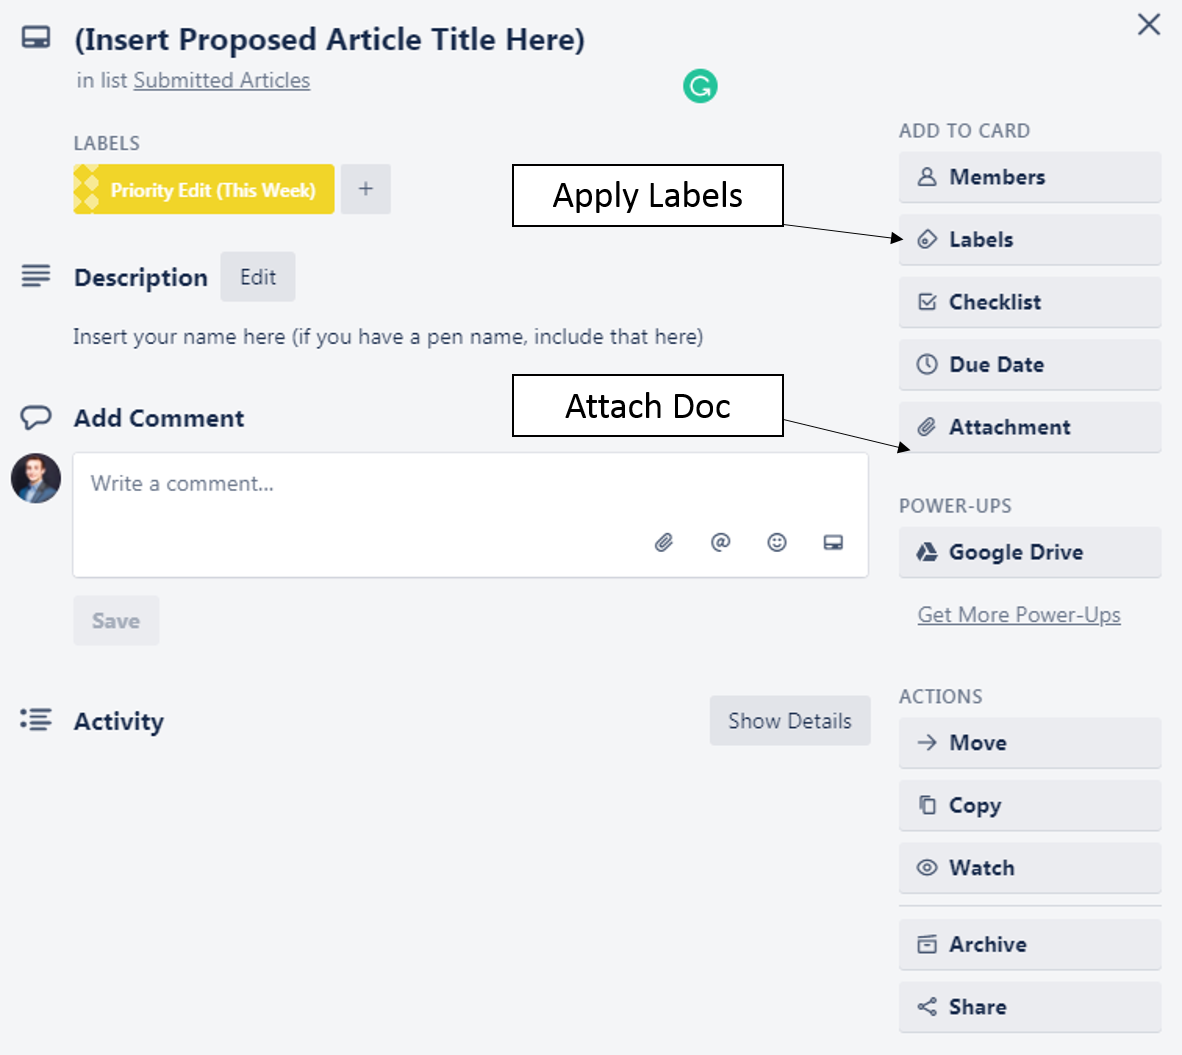 (Insert Proposed Article Title Here)
in list Submitted Articles
LABELS
Priority Edit (This Week)
+
Apply Labels
Description
Edit
Insert your name here (if you have a pen name, include that here)
Attach Doc
Add Comment
Write a comment...
@
Save
Activity
Show Details
ADD TO CARD
Members
Labels
Checklist
Due Date
Attachment
POWER-UPS
Google Drive
Get More Power-Ups
ACTIONS
Move
Copy
Watch
Archive
Share